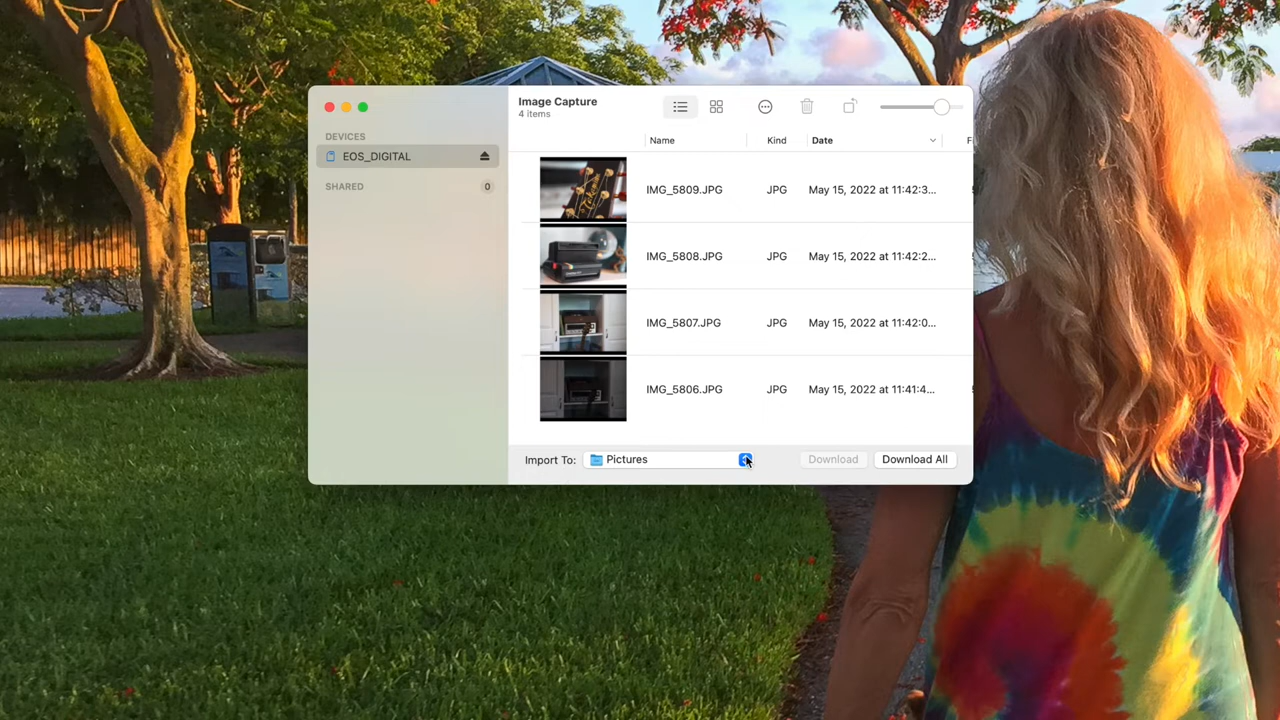 Image Capture
4 items
DEVICES
EOS_DIGITAL
SHARED
0
Name
Kind
Date
F
IMG_5809.JPG
JPG
May 15, 2022 at 11:42:3...
IMG_5808.JPG
JPG
May 15, 2022 at 11:42:2...
IMG_5807.JPG
JPG
May 15, 2022 at 11:42:0...
IMG_5806.JPG
JPG
May 15, 2022 at 11:41:4...
Import To:
Pictures
Download
Download All